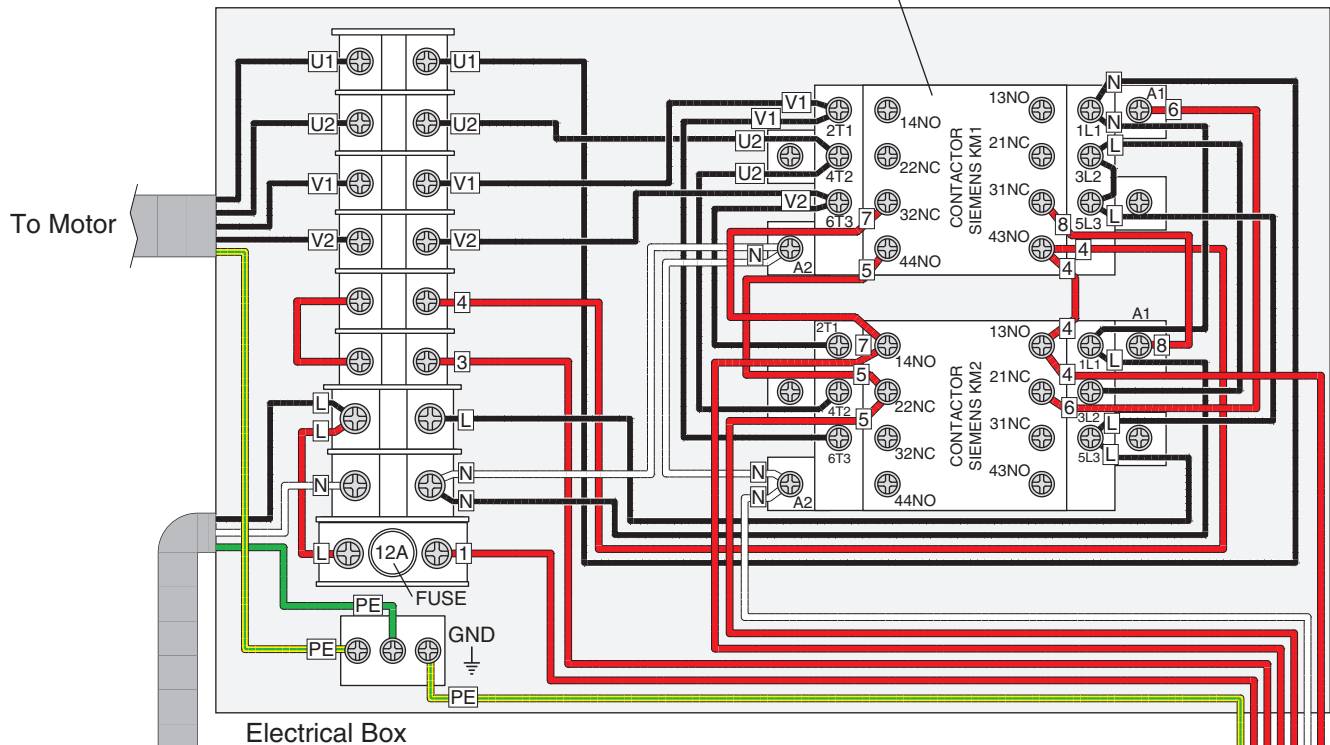 To Motor
U1 U1
U2 U2
V1 V1
V2 V2
4
3
L
L L
N N
N
L 12A 1
FUSE
PE
PE GND
PE
Electrical Box
V1
V1
U2
U2
V2
2T1
4T2
6T3
N A2
14NO
22NC
32NC
44NO
7
5
CONTACTOR
SIEMENS KM1
13NO
21NC
31NC
43NO
8
4
4
N
N
L
L
1L1
3L2
5L3
A1 6
2T1
4T2
6T3
N
N A2
7
5
5
14NO
22NC
32NC
44NO
CONTACTOR
SIEMENS KM2
13NO
21NC
31NC
43NO
4
4
6
1L1
L
3L2
L
5L3
L
A1
8